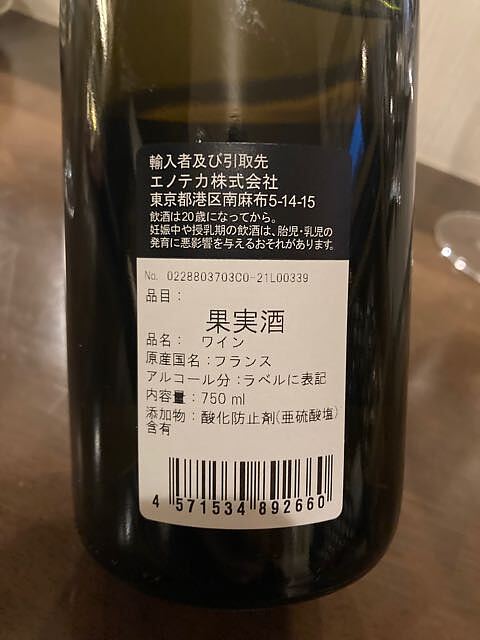 輸入者及び引取先
エノテカ株式会社
東京都港区南麻布5-14-15
飲酒は20歳になってから。
妊娠中や授乳期の飲酒は、胎児・乳児の
発育に悪影響を与えるおそれがあります。
No. 0228803703C0-21L00339
品目：
果実酒
品名： ワイン
原産国名：フランス
アルコール分：ラベルに表記
内容量：750 ml
添加物：酸化防止剤(亜硫酸塩)
含有
4 571534 892660